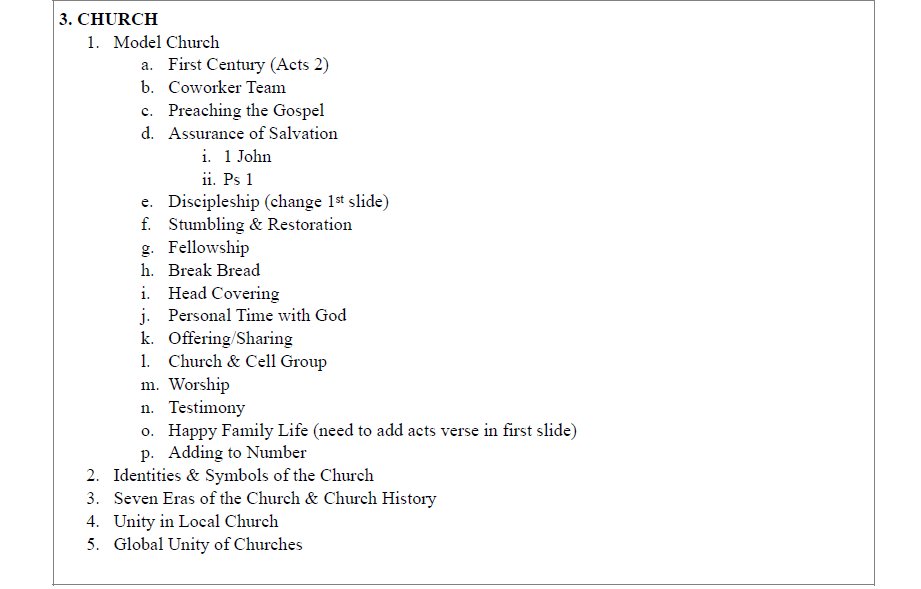 3. CHURCH
1. Model Church
a. First Century (Acts 2)
b. Coworker Team
c. Preaching the Gospel
d. Assurance of Salvation
i. 1 John
ii. Ps 1
e. Discipleship (change 1st slide)
f. Stumbling & Restoration
g. Fellowship
h. Break Bread
i. Head Covering
j. Personal Time with God
k. Offering/Sharing
l. Church & Cell Group
m. Worship
n. Testimony
o. Happy Family Life (need to add acts verse in first slide)
p. Adding to Number
2. Identities & Symbols of the Church
3. Seven Eras of the Church & Church History
4. Unity in Local Church
5. Global Unity of Churches